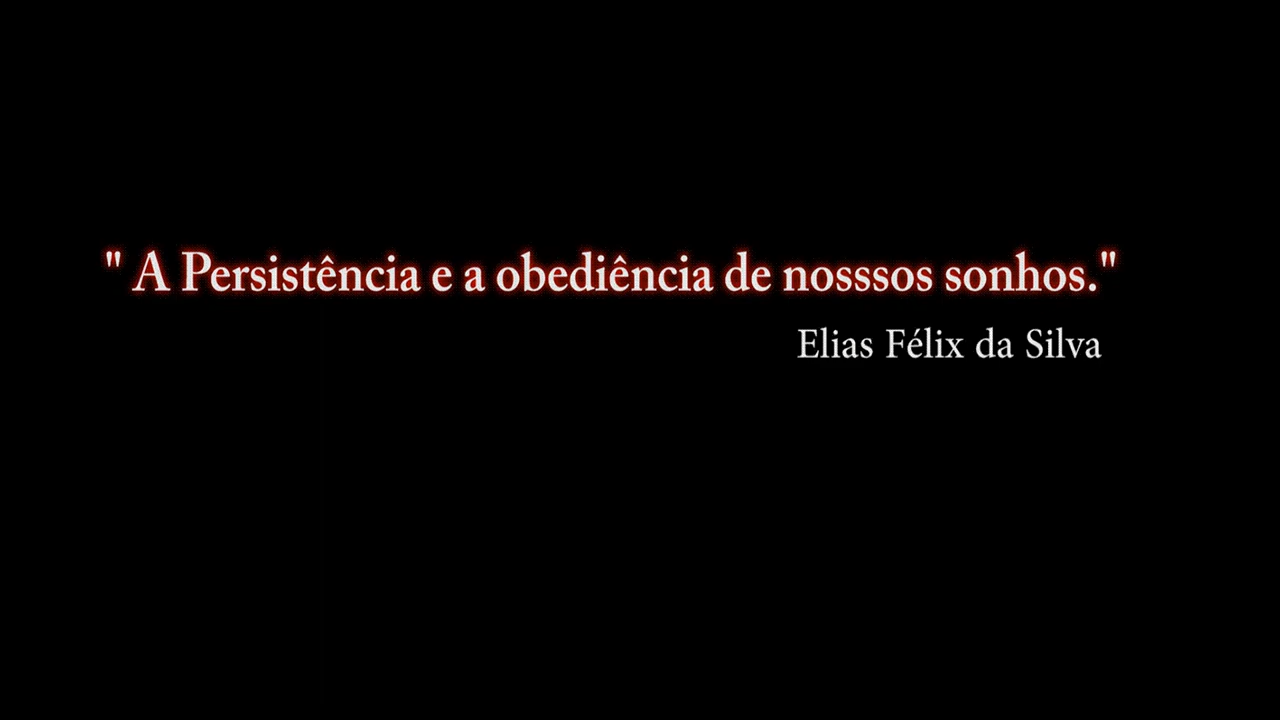 " A Persistência e a obediência de nosssos sonhos."
Elias Félix da Silva